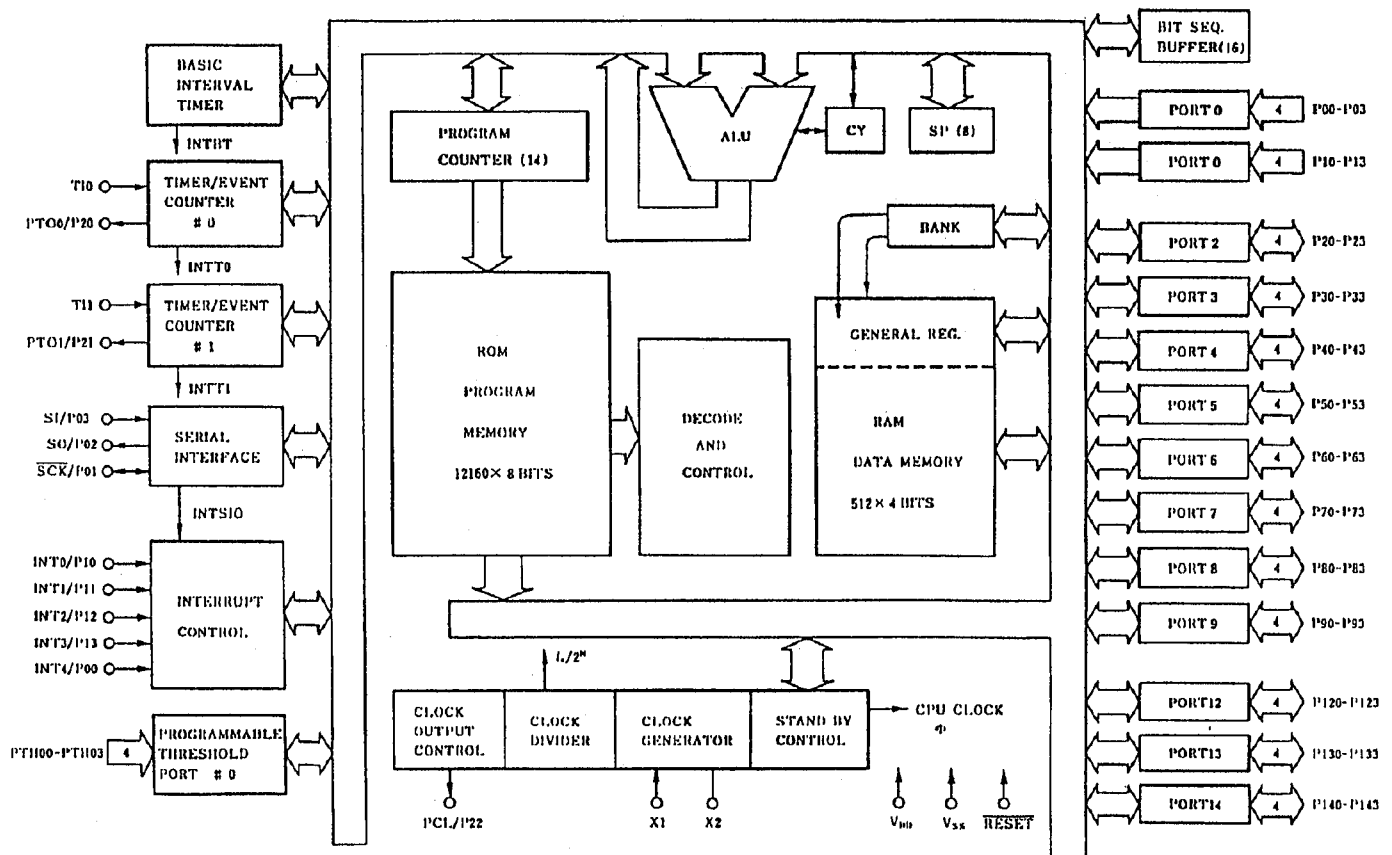 BASIC
INTERVAL
TIMER
INTBT
TI0
PTO0/P20
TIMER/EVENT
COUNTER
# 0
INTT0
TI1
PTO1/P21
TIMER/EVENT
COUNTER
# 1
INTT1
SI/P03
SO/P02
SCK/P01
SERIAL
INTERFACE
INTSIO
INT0/P10
INT1/P11
INT2/P12
INT3/P13
INT4/P00
INTERRUPT
CONTROL
PTH00-PTH03
4
PROGRAMMABLE
THRESHOLD
PORT # 0
PROGRAM
COUNTER (14)
ALU
CY
SP (8)
BANK
ROM
PROGRAM
MEMORY
12160 × 8 BITS
DECODE
AND
CONTROL
GENERAL REG.
RAM
DATA MEMORY
512 × 4 BITS
CLOCK
OUTPUT
CONTROL
CLOCK
DIVIDER
CLOCK
GENERATOR
STAND BY
CONTROL
CPU CLOCK
Φ
PCL/P22
X1
X2
VDD
VSS
RESET
BIT SEQ.
BUFFER(16)
PORT 0 4 P00-P03
PORT 0 4 P10-P13
PORT 2 4 P20-P23
PORT 3 4 P30-P33
PORT 4 4 P40-P43
PORT 5 4 P50-P53
PORT 6 4 P60-P63
PORT 7 4 P70-P73
PORT 8 4 P80-P83
PORT 9 4 P90-P93
PORT12 4 P120-P123
PORT13 4 P130-P133
PORT14 4 P140-P143